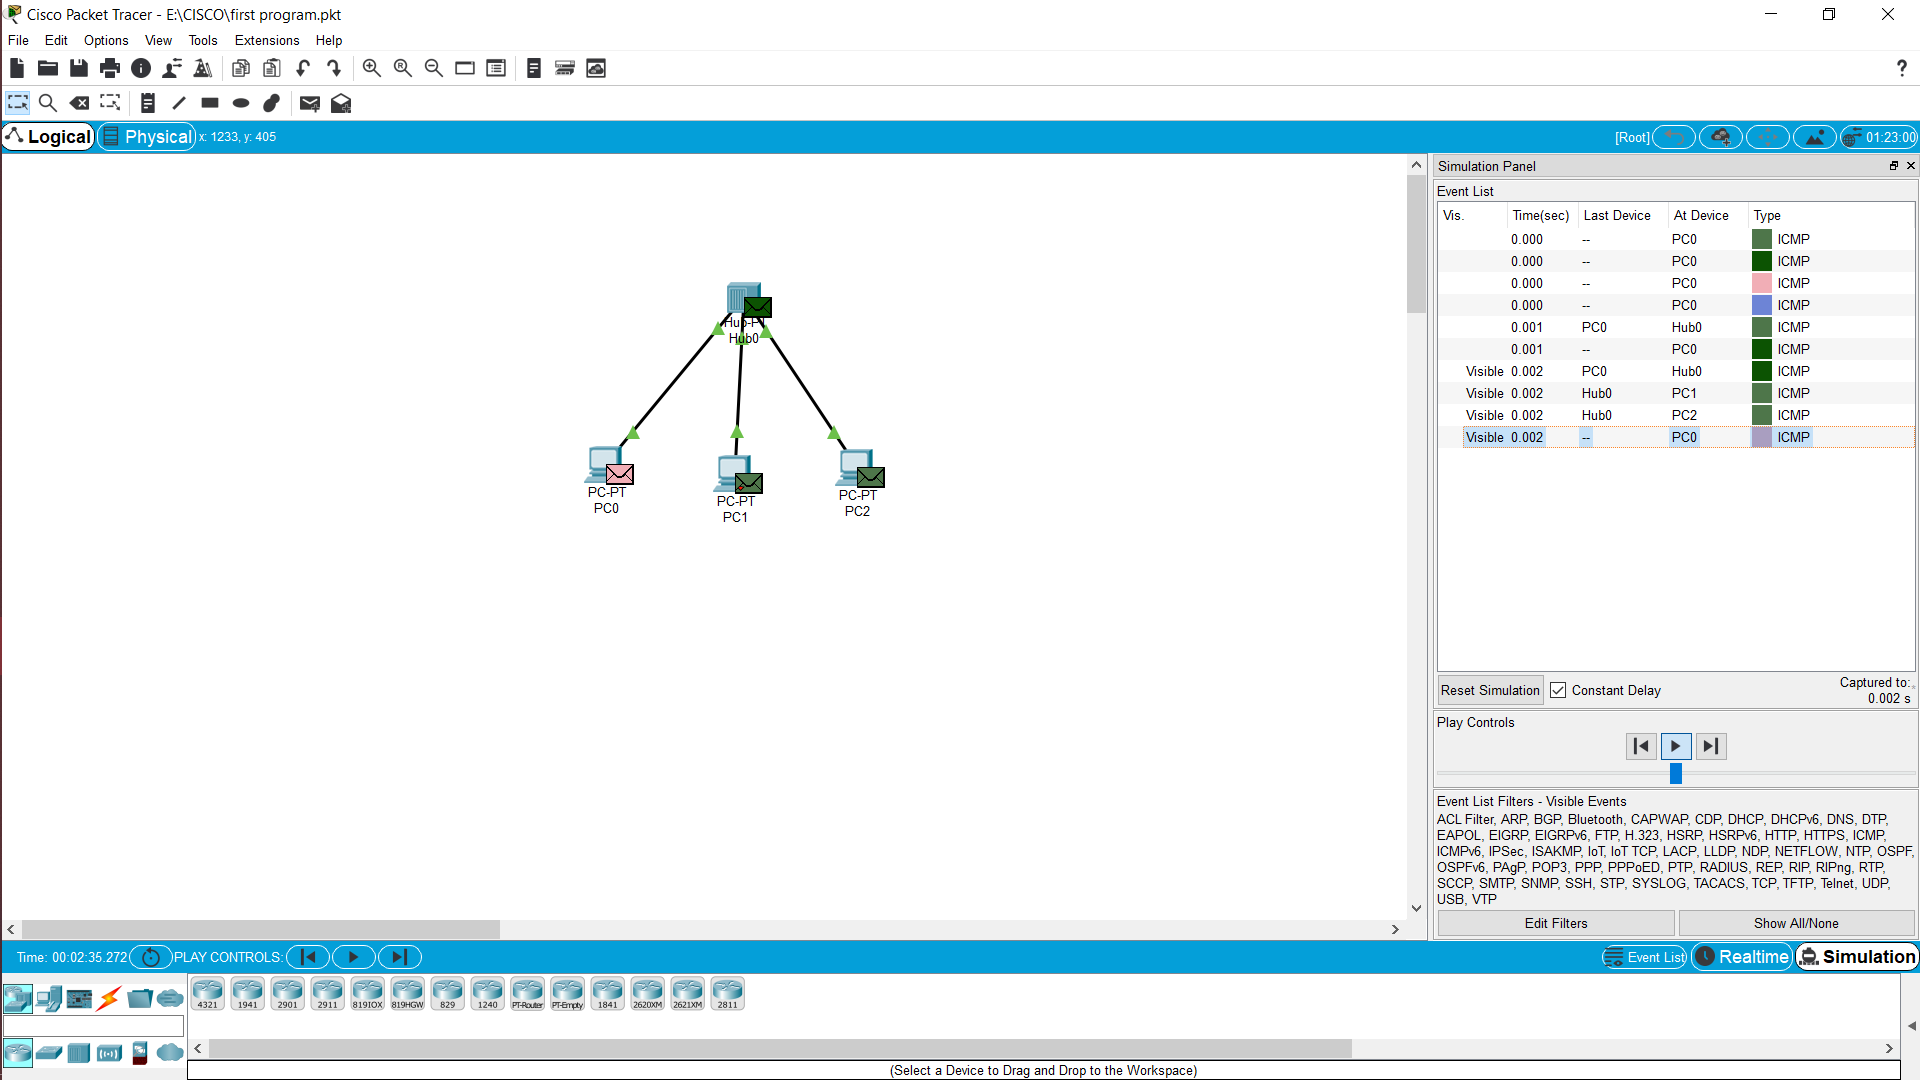 Cisco Packet Tracer - E:\CISCO\first program.pkt
File Edit Options View Tools Extensions Help
?
Logical Physical x: 1233, y: 405 [Root] 01:23:00
Simulation Panel
Event List
Vis. Time(sec) Last Device At Device Type
0.000 -- PC0 ICMP
0.000 -- PC0 ICMP
0.000 -- PC0 ICMP
0.000 -- PC0 ICMP
0.001 PC0 Hub0 ICMP
0.001 -- PC0 ICMP
Visible 0.002 PC0 Hub0 ICMP
Visible 0.002 Hub0 PC1 ICMP
Visible 0.002 Hub0 PC2 ICMP
Visible 0.002 -- PC0 ICMP
Hub-PT
Hub0
PC-PT
PC0
PC-PT
PC1
PC-PT
PC2
Reset Simulation Constant Delay Captured to:
0.002 s
Play Controls
Event List Filters - Visible Events
ACL Filter, ARP, BGP, Bluetooth, CAPWAP, CDP, DHCP, DHCPv6, DNS, DTP,
EAPOL, EIGRP, EIGRPv6, FTP, H.323, HSRP, HSRPv6, HTTP, HTTPS, ICMP,
ICMPv6, IPSec, ISAKMP, IoT, IoT TCP, LACP, LLDP, NDP, NETFLOW, NTP, OSPF,
OSPFv6, PAgP, POP3, PPP, PPPoED, PTP, RADIUS, REP, RIP, RIPng, RTP,
SCCP, SMTP, SNMP, SSH, STP, SYSLOG, TACACS, TCP, TFTP, Telnet, UDP,
USB, VTP
Edit Filters Show All/None
Time: 00:02:35.272 PLAY CONTROLS: Event List Realtime Simulation
4321 1941 2901 2911 819IOX 819HGW 829 1240 PT-Router PT-Empty 1841 2620XM 2621XM 2811
(Select a Device to Drag and Drop to the Workspace)